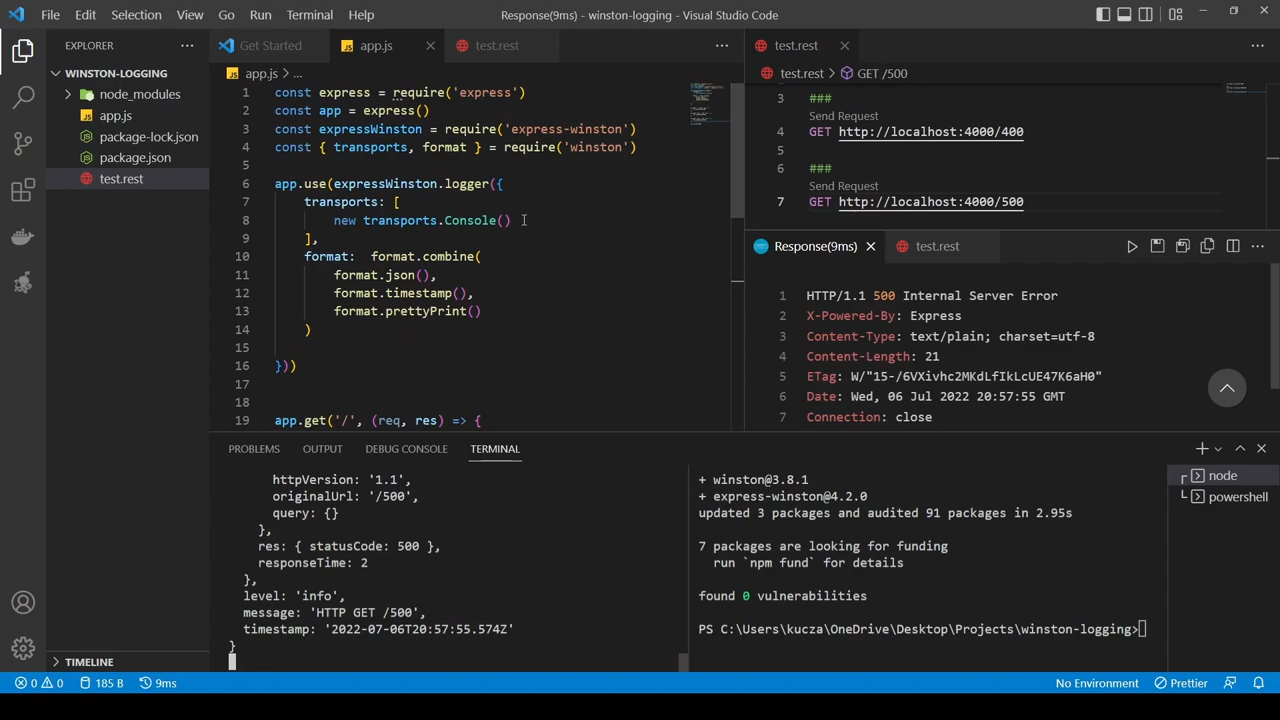 File Edit Selection View Go Run Terminal Help
Response(9ms) - winston-logging - Visual Studio Code
EXPLORER
WINSTON-LOGGING
node_modules
app.js
package-lock.json
package.json
test.rest
TIMELINE
Get Started
app.js
test.rest
app.js > ...
1 const express = require('express')
2 const app = express()
3 const expressWinston = require('express-winston')
4 const { transports, format } = require('winston')
5
6 app.use(expressWinston.logger({
7 transports: [
8 new transports.Console()
9 ],
10 format: format.combine(
11 format.json(),
12 format.timestamp(),
13 format.prettyPrint()
14 )
15
16 }))
17
18
19 app.get('/', (req, res) => {
test.rest
test.rest > GET /500
3 ###
Send Request
4 GET http://localhost:4000/400
5
6 ###
Send Request
7 GET http://localhost:4000/500
Response(9ms)
test.rest
1 HTTP/1.1 500 Internal Server Error
2 X-Powered-By: Express
3 Content-Type: text/plain; charset=utf-8
4 Content-Length: 21
5 ETag: W/"15-/6VXivhc2MKdLfIkLcUE47K6aH0"
6 Date: Wed, 06 Jul 2022 20:57:55 GMT
7 Connection: close
PROBLEMS OUTPUT DEBUG CONSOLE TERMINAL
httpVersion: '1.1',
originalUrl: '/500',
query: {}
},
res: { statusCode: 500 },
responseTime: 2
},
level: 'info',
message: 'HTTP GET /500',
timestamp: '2022-07-06T20:57:55.574Z'
}
+ winston@3.8.1
+ express-winston@4.2.0
updated 3 packages and audited 91 packages in 2.95s
7 packages are looking for funding
run `npm fund` for details
found 0 vulnerabilities
PS C:\Users\kucza\OneDrive\Desktop\Projects\winston-logging>
node
powershell
0 0 185 B 9ms
No Environment Prettier